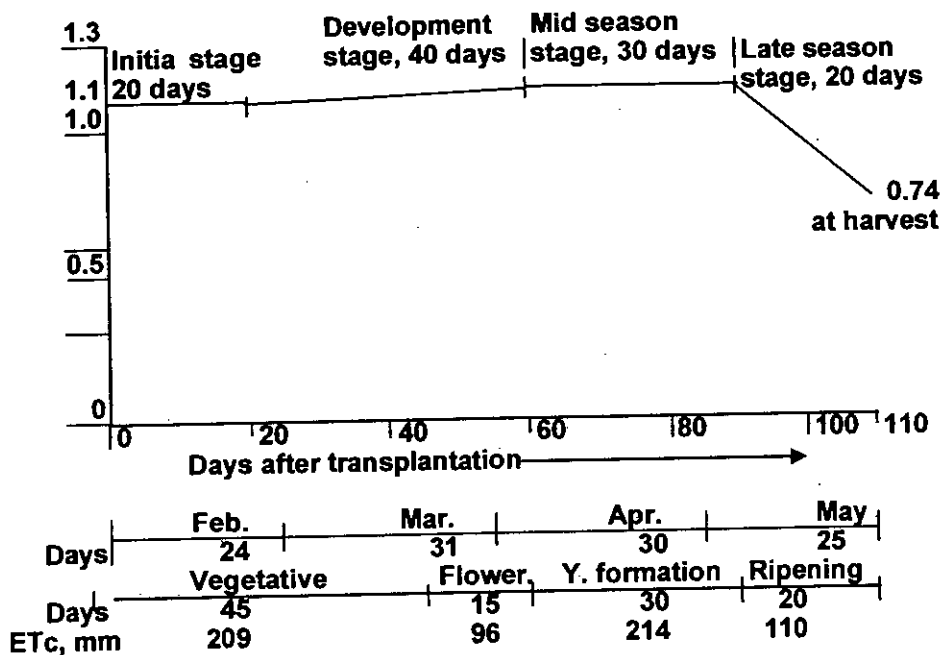 1.3
Initia stage
20 days
Development
stage, 40 days
Mid season
stage, 30 days
Late season
stage, 20 days
1.1
1.0
0.74
at harvest
0.5
0
0 20 40 60 80 100 110
Days after transplantation
Feb. Mar. Apr. May
Days 24 31 30 25
Vegetative Flower, Y. formation Ripening
Days 45 15 30 20
ETc, mm 209 96 214 110